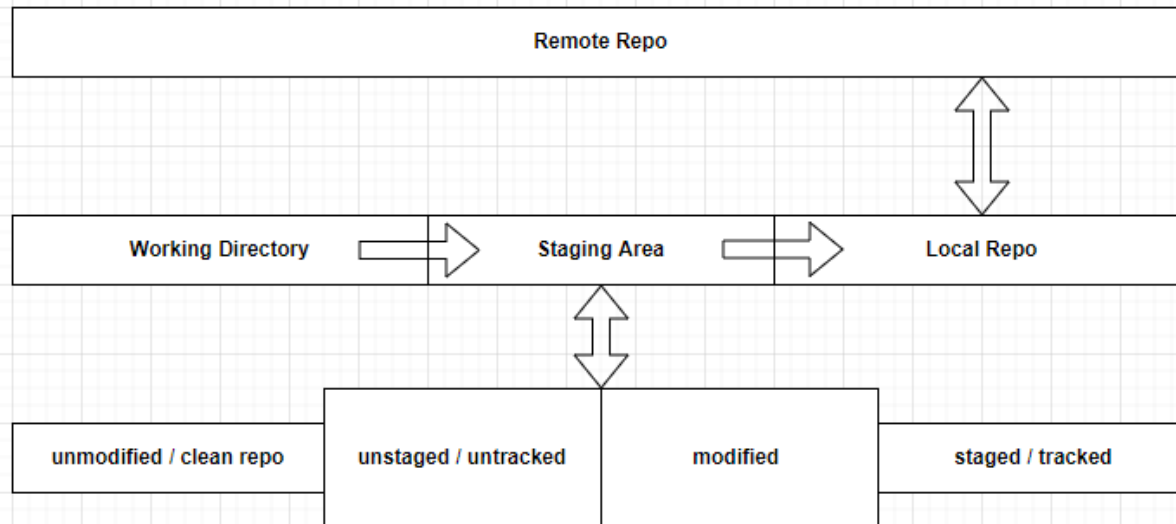 Remote Repo
Working Directory
Staging Area
Local Repo
unmodified / clean repo
unstaged / untracked
modified
staged / tracked